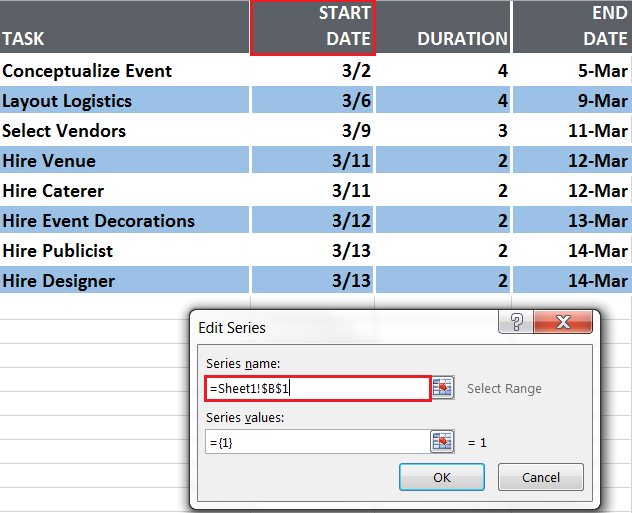 START END
TASK DATE DURATION DATE
Conceptualize Event 3/2 4 5-Mar
Layout Logistics 3/6 4 9-Mar
Select Vendors 3/9 3 11-Mar
Hire Venue 3/11 2 12-Mar
Hire Caterer 3/11 2 12-Mar
Hire Event Decorations 3/12 2 13-Mar
Hire Publicist 3/13 2 14-Mar
Hire Designer 3/13 2 14-Mar
Edit Series
Series name:
=Sheet1!$B$1 Select Range
Series values:
={1} = 1
OK Cancel